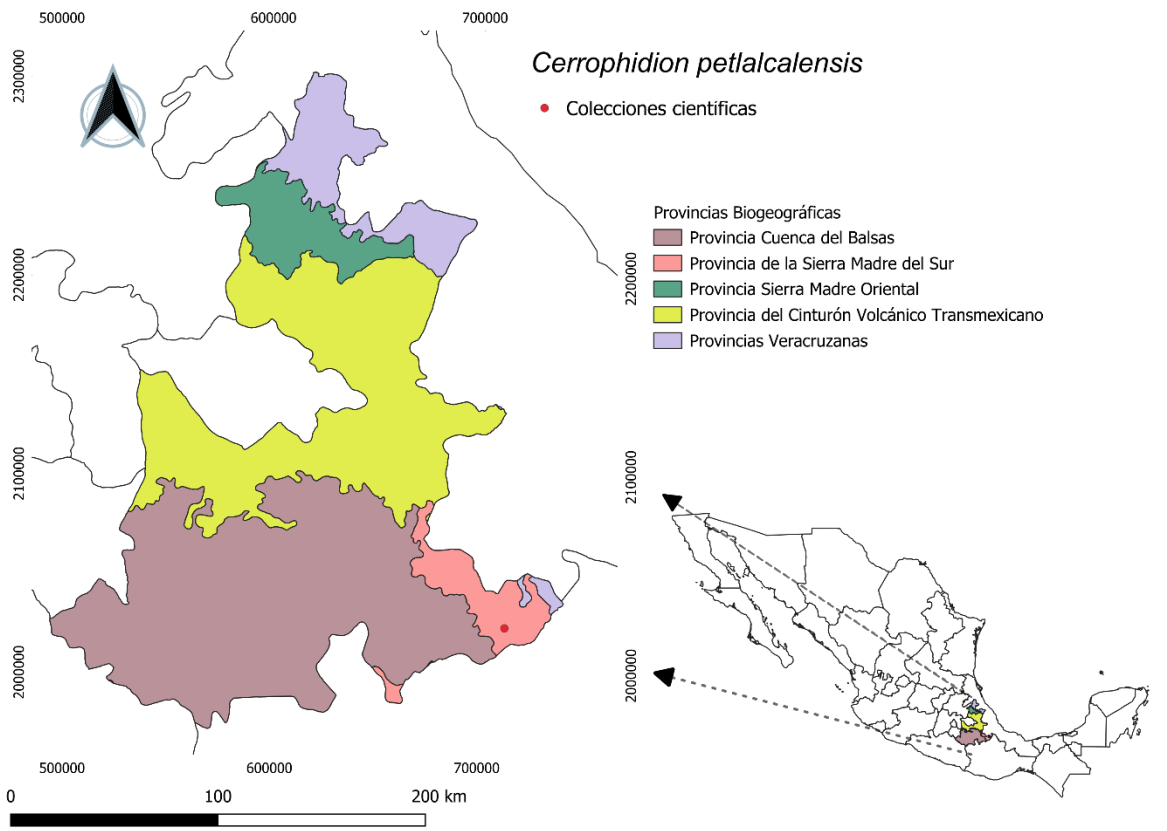 500000
600000
700000
2300000
2200000
2100000
2000000
Cerrophidion petlalcalensis
Colecciones científicas
Provincias Biogeográficas
Provincia Cuenca del Balsas
Provincia de la Sierra Madre del Sur
Provincia Sierra Madre Oriental
Provincia del Cinturón Volcánico Transmexicano
Provincias Veracruzanas
2200000
2100000
2000000
500000
600000
700000
0
100
200 km